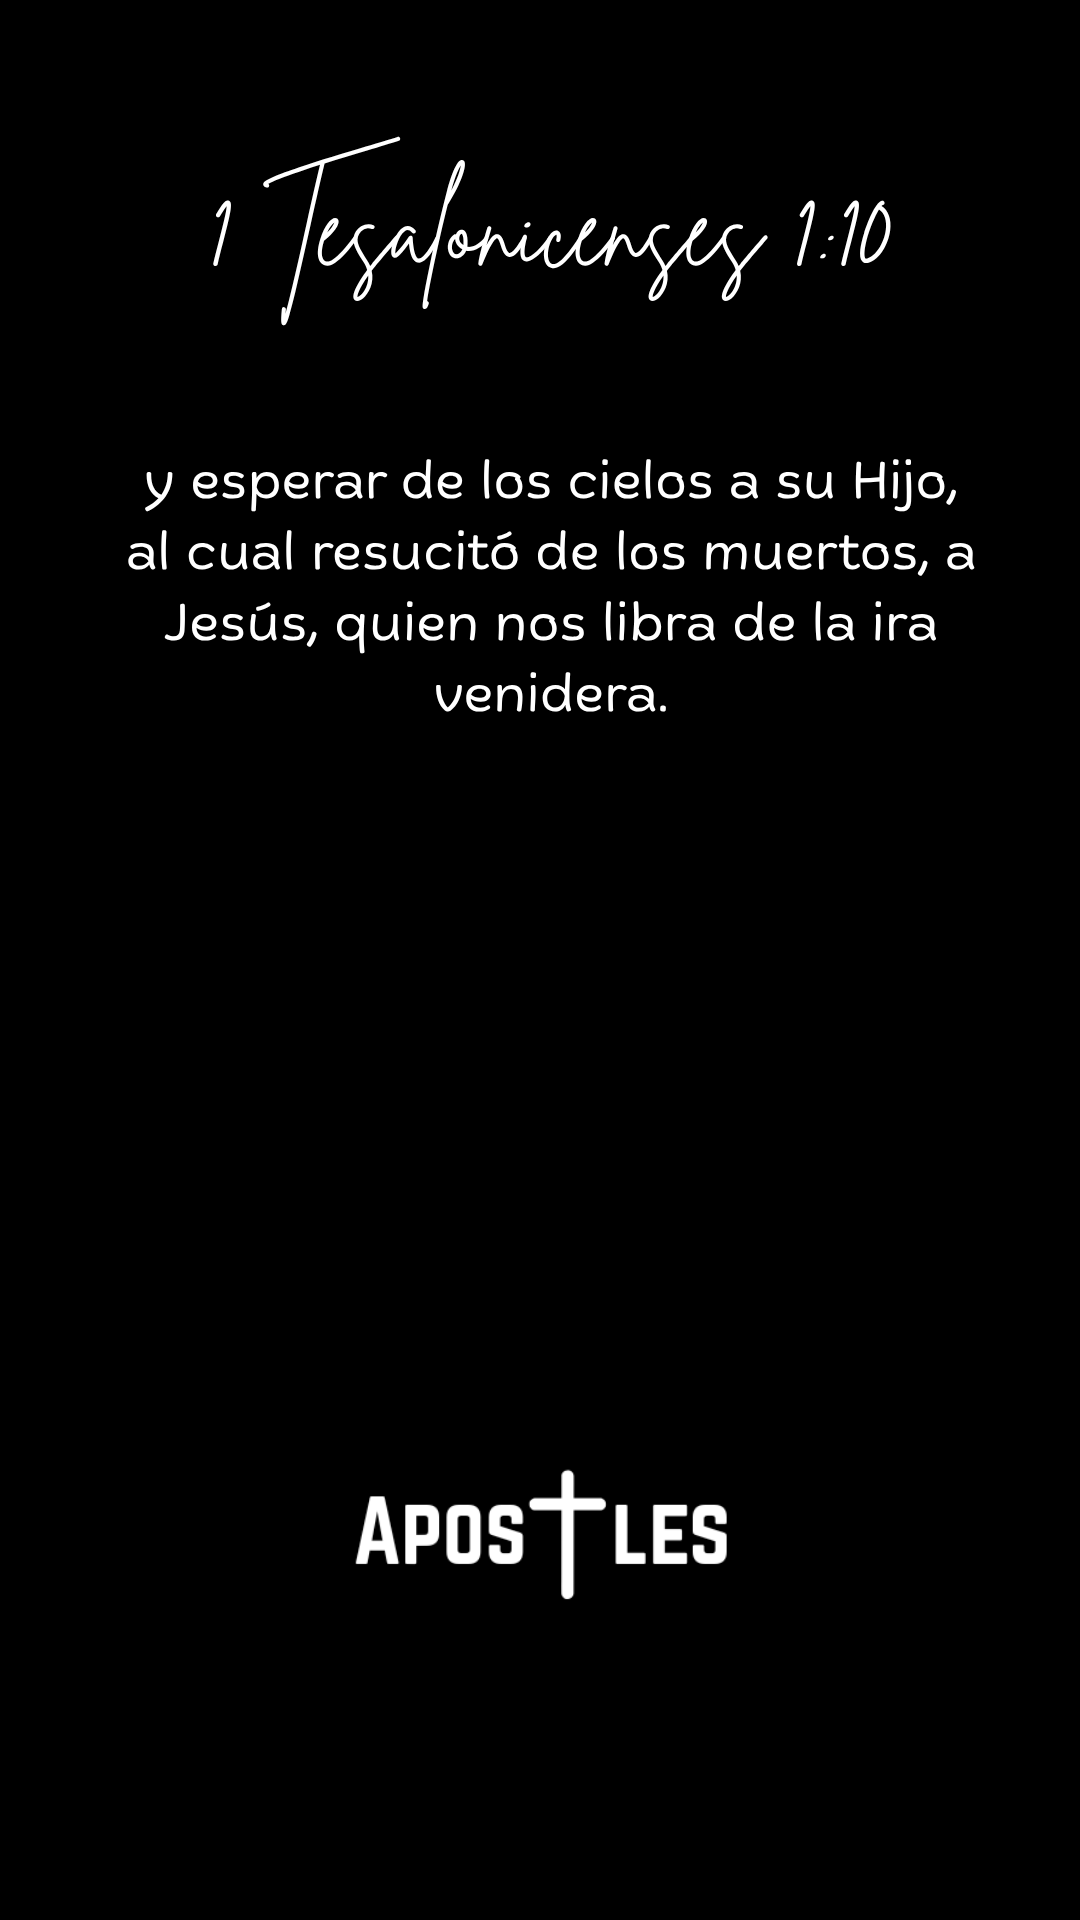 1 Tesalonicenses 1:10
y esperar de los cielos a su Hijo,
al cual resucitó de los muertos, a
Jesús, quien nos libra de la ira
venidera.
APOSTLES